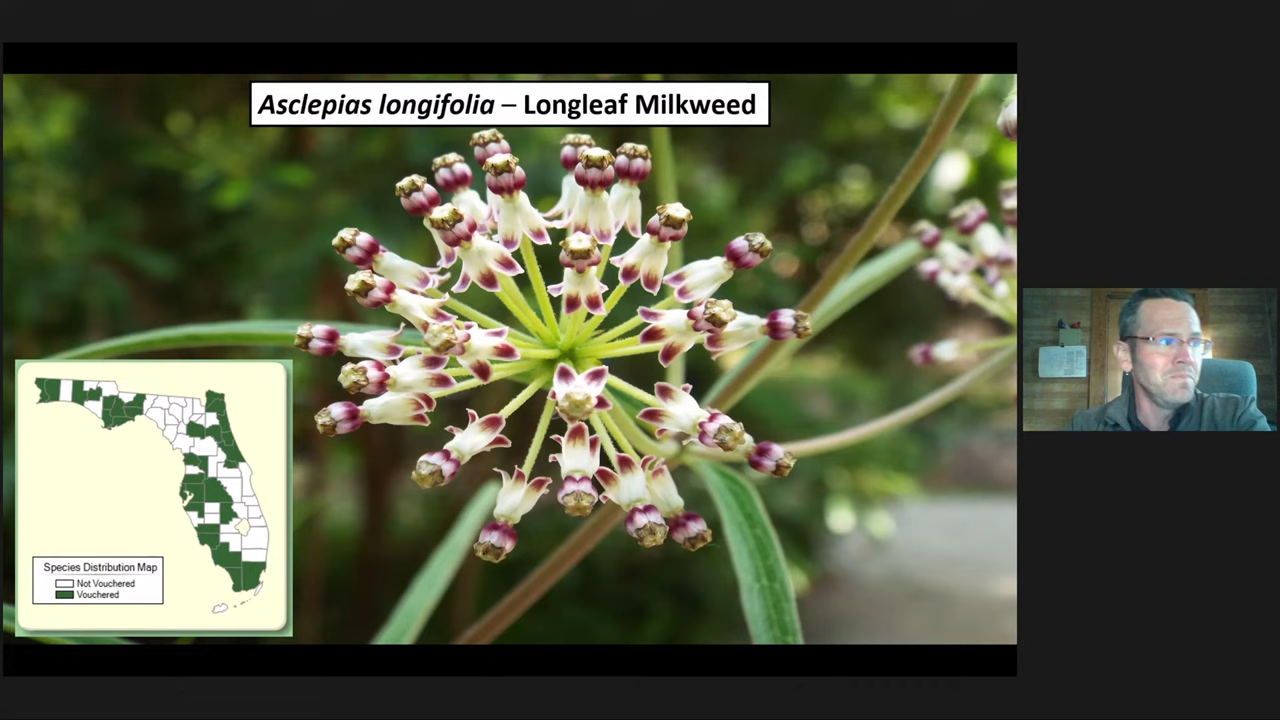 Asclepias longifolia – Longleaf Milkweed
Species Distribution Map
Not Vouchered
Vouchered